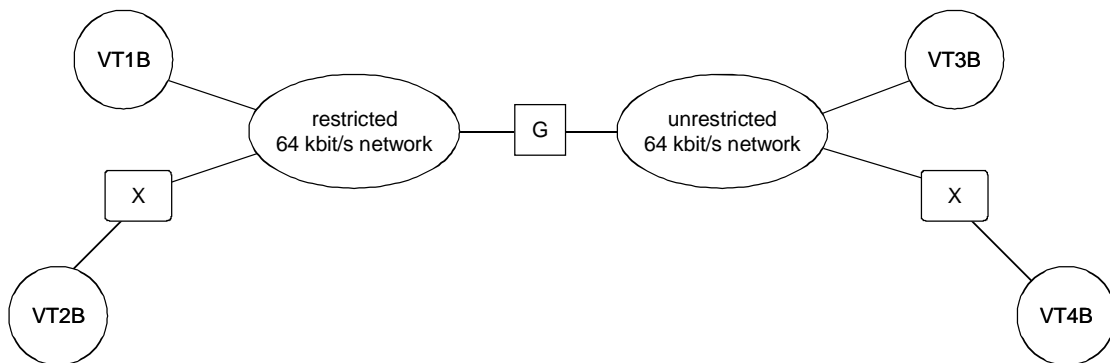 VT1B
VT3B
restricted
64 kbit/s network
G
unrestricted
64 kbit/s network
X
X
VT2B
VT4B